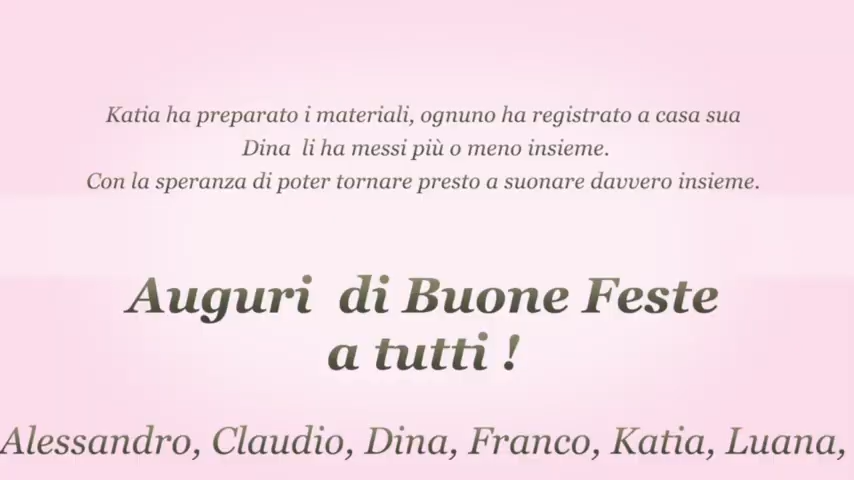 Katia ha preparato i materiali, ognuno ha registrato a casa sua
Dina li ha messi più o meno insieme.
Con la speranza di poter tornare presto a suonare davvero insieme.
Auguri di Buone Feste
a tutti !
Alessandro, Claudio, Dina, Franco, Katia, Luana,